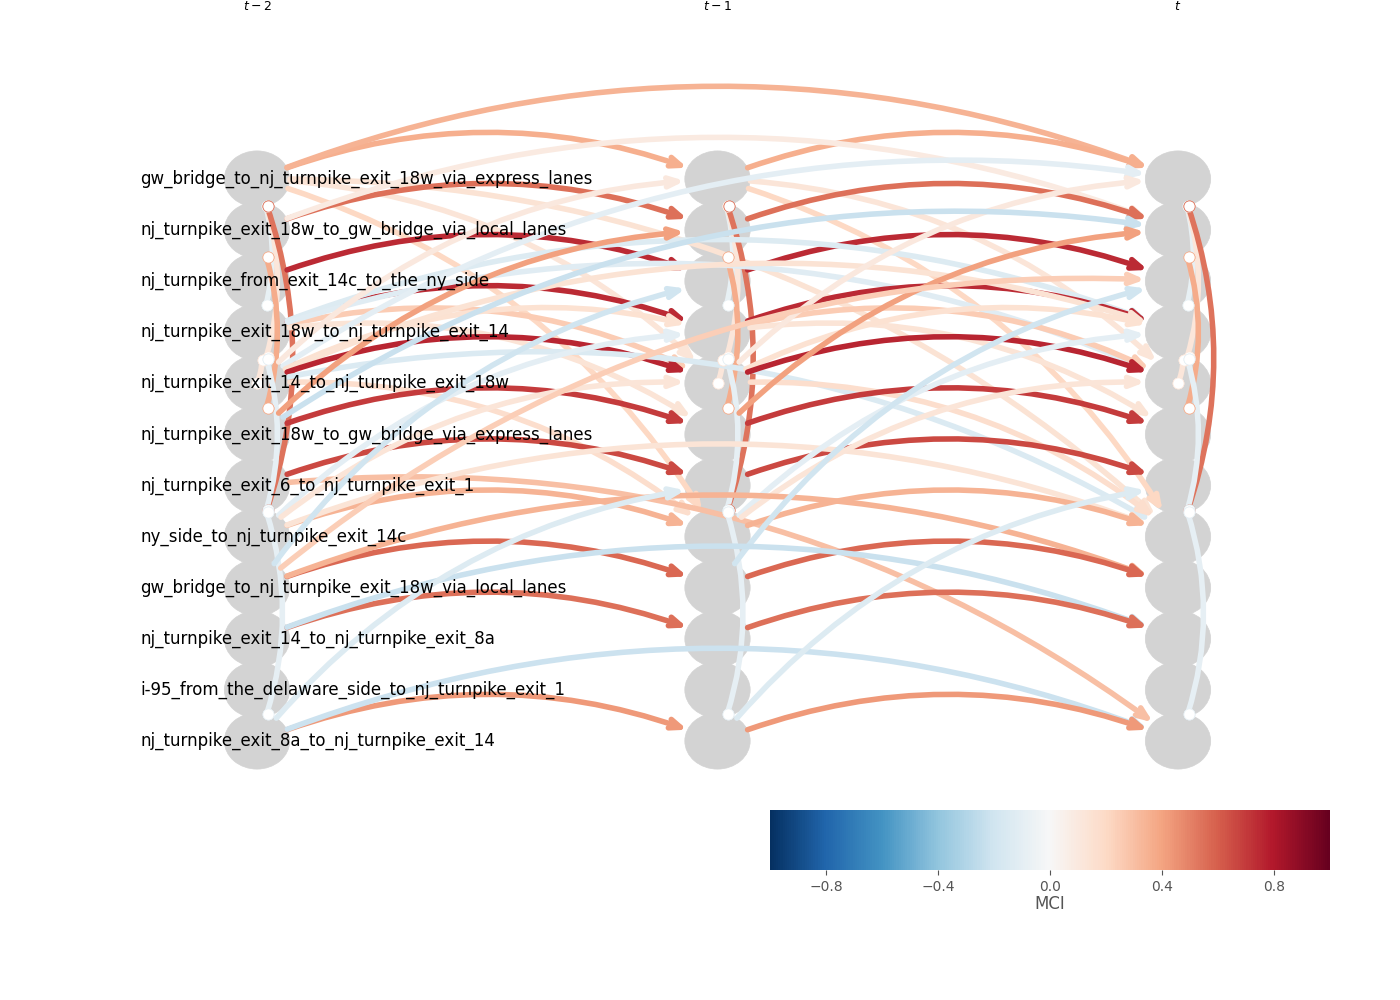 t − 2 t − 1 t
gw_bridge_to_nj_turnpike_exit_18w_via_express_lanes
nj_turnpike_exit_18w_to_gw_bridge_via_local_lanes
nj_turnpike_from_exit_14c_to_the_ny_side
nj_turnpike_exit_18w_to_nj_turnpike_exit_14
nj_turnpike_exit_14_to_nj_turnpike_exit_18w
nj_turnpike_exit_18w_to_gw_bridge_via_express_lanes
nj_turnpike_exit_6_to_nj_turnpike_exit_1
ny_side_to_nj_turnpike_exit_14c
gw_bridge_to_nj_turnpike_exit_18w_via_local_lanes
nj_turnpike_exit_14_to_nj_turnpike_exit_8a
i-95_from_the_delaware_side_to_nj_turnpike_exit_1
nj_turnpike_exit_8a_to_nj_turnpike_exit_14
−0.8 −0.4 0.0 0.4 0.8
MCI